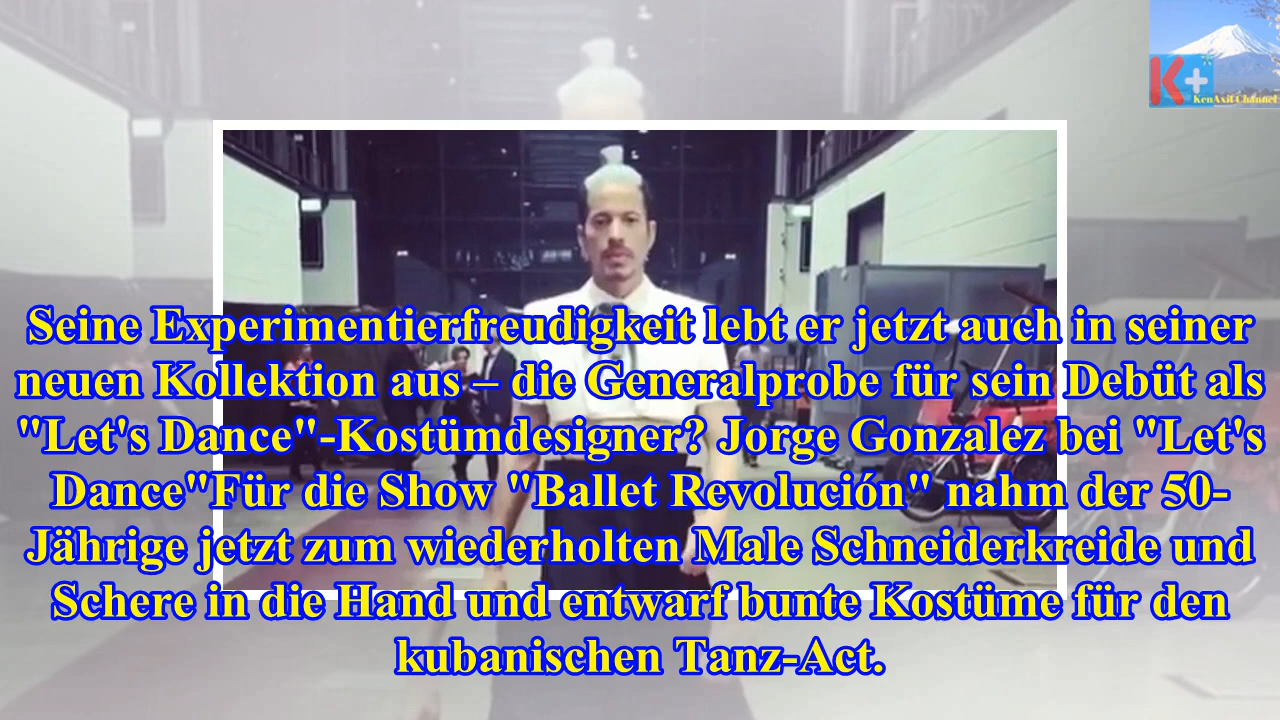 K+
KenAxit Channel
Seine Experimentierfreudigkeit lebt er jetzt auch in seiner
neuen Kollektion aus – die Generalprobe für sein Debüt als
"Let's Dance"-Kostümdesigner? Jorge Gonzalez bei "Let's
Dance"Für die Show "Ballet Revolución" nahm der 50-
Jährige jetzt zum wiederholten Male Schneiderkreide und
Schere in die Hand und entwarf bunte Kostüme für den
kubanischen Tanz-Act.